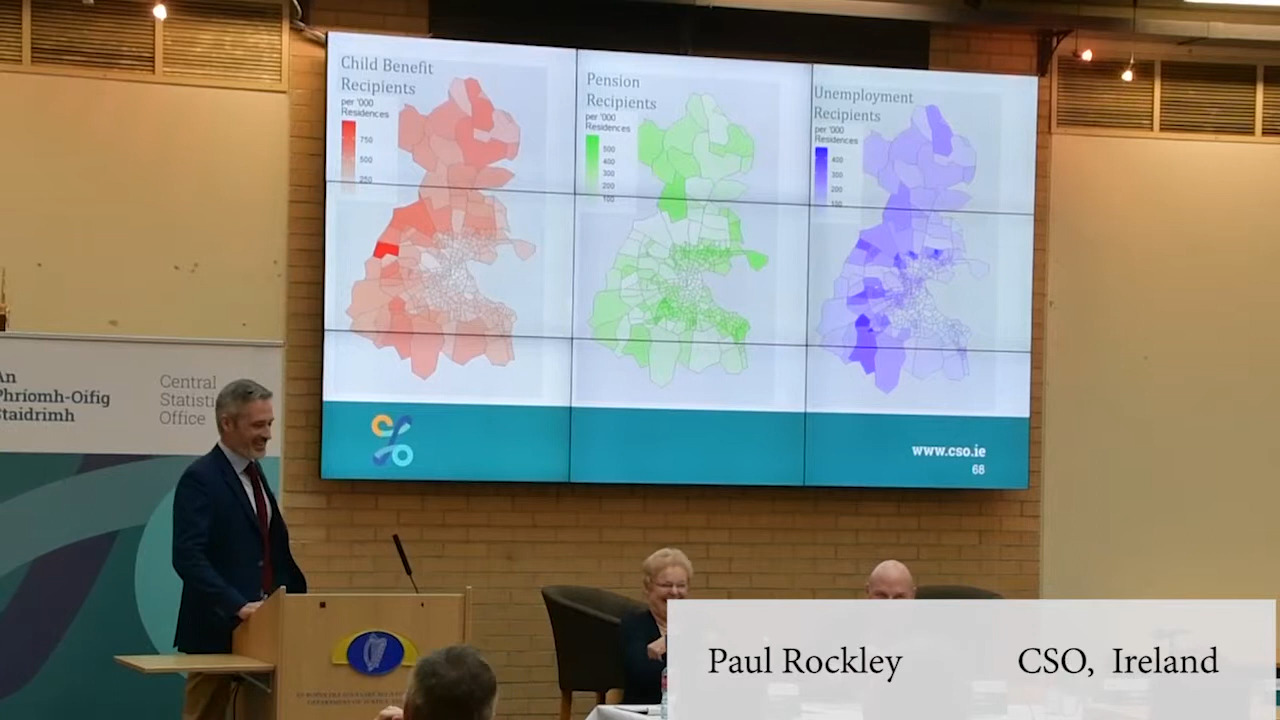 Child Benefit
Recipients
per '000
Residences
750
500
250
Pension
Recipients
per '000
Residences
500
400
300
200
100
Unemployment
Recipients
per '000
Residences
400
300
200
100
www.cso.ie
68
An
Phríomh-Oifig
Staidrimh
Central
Statisti
Office
Paul Rockley
CSO, Ireland